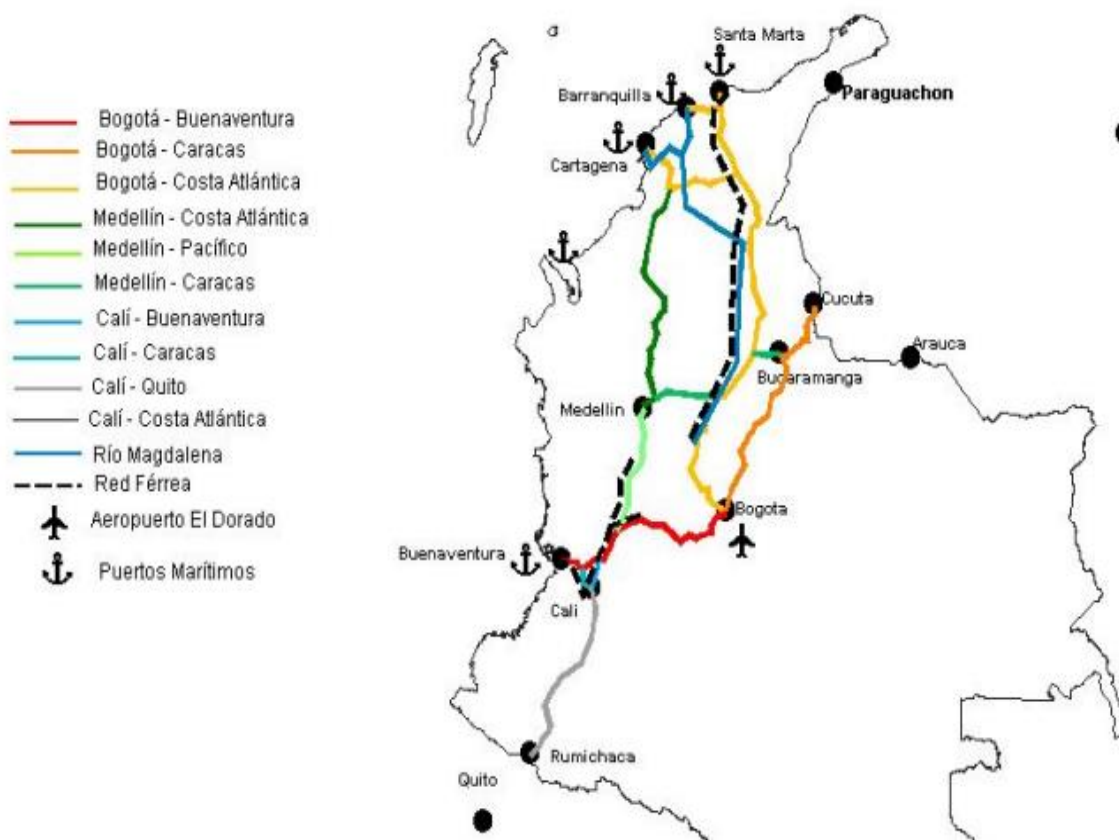 Bogotá - Buenaventura
Bogotá - Caracas
Bogotá - Costa Atlántica
Medellín - Costa Atlántica
Medellín - Pacífico
Medellín - Caracas
Calí - Buenaventura
Calí - Caracas
Calí - Quito
Calí - Costa Atlántica
Río Magdalena
Red Férrea
Aeropuerto El Dorado
Puertos Marítimos
Santa Marta
Barranquilla
Paraguachon
Cartagena
Cucuta
Arauca
Bucaramanga
Medellin
Bogota
Buenaventura
Cali
Rumichaca
Quito